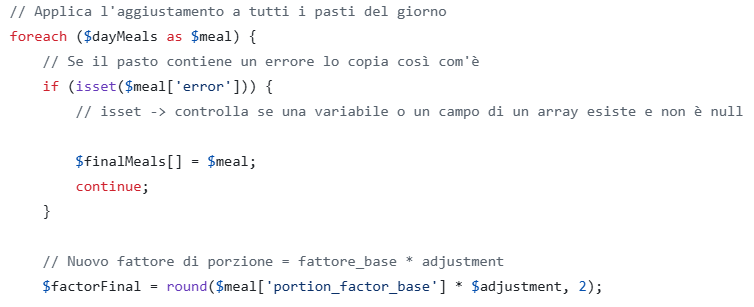 // Applica l'aggiustamento a tutti i pasti del giorno
foreach ($dayMeals as $meal) {
    // Se il pasto contiene un errore lo copia così com'è
    if (isset($meal['error'])) {
        // isset -> controlla se una variabile o un campo di un array esiste e non è null

        $finalMeals[] = $meal;
        continue;
    }

    // Nuovo fattore di porzione = fattore_base * adjustment
    $factorFinal = round($meal['portion_factor_base'] * $adjustment, 2);